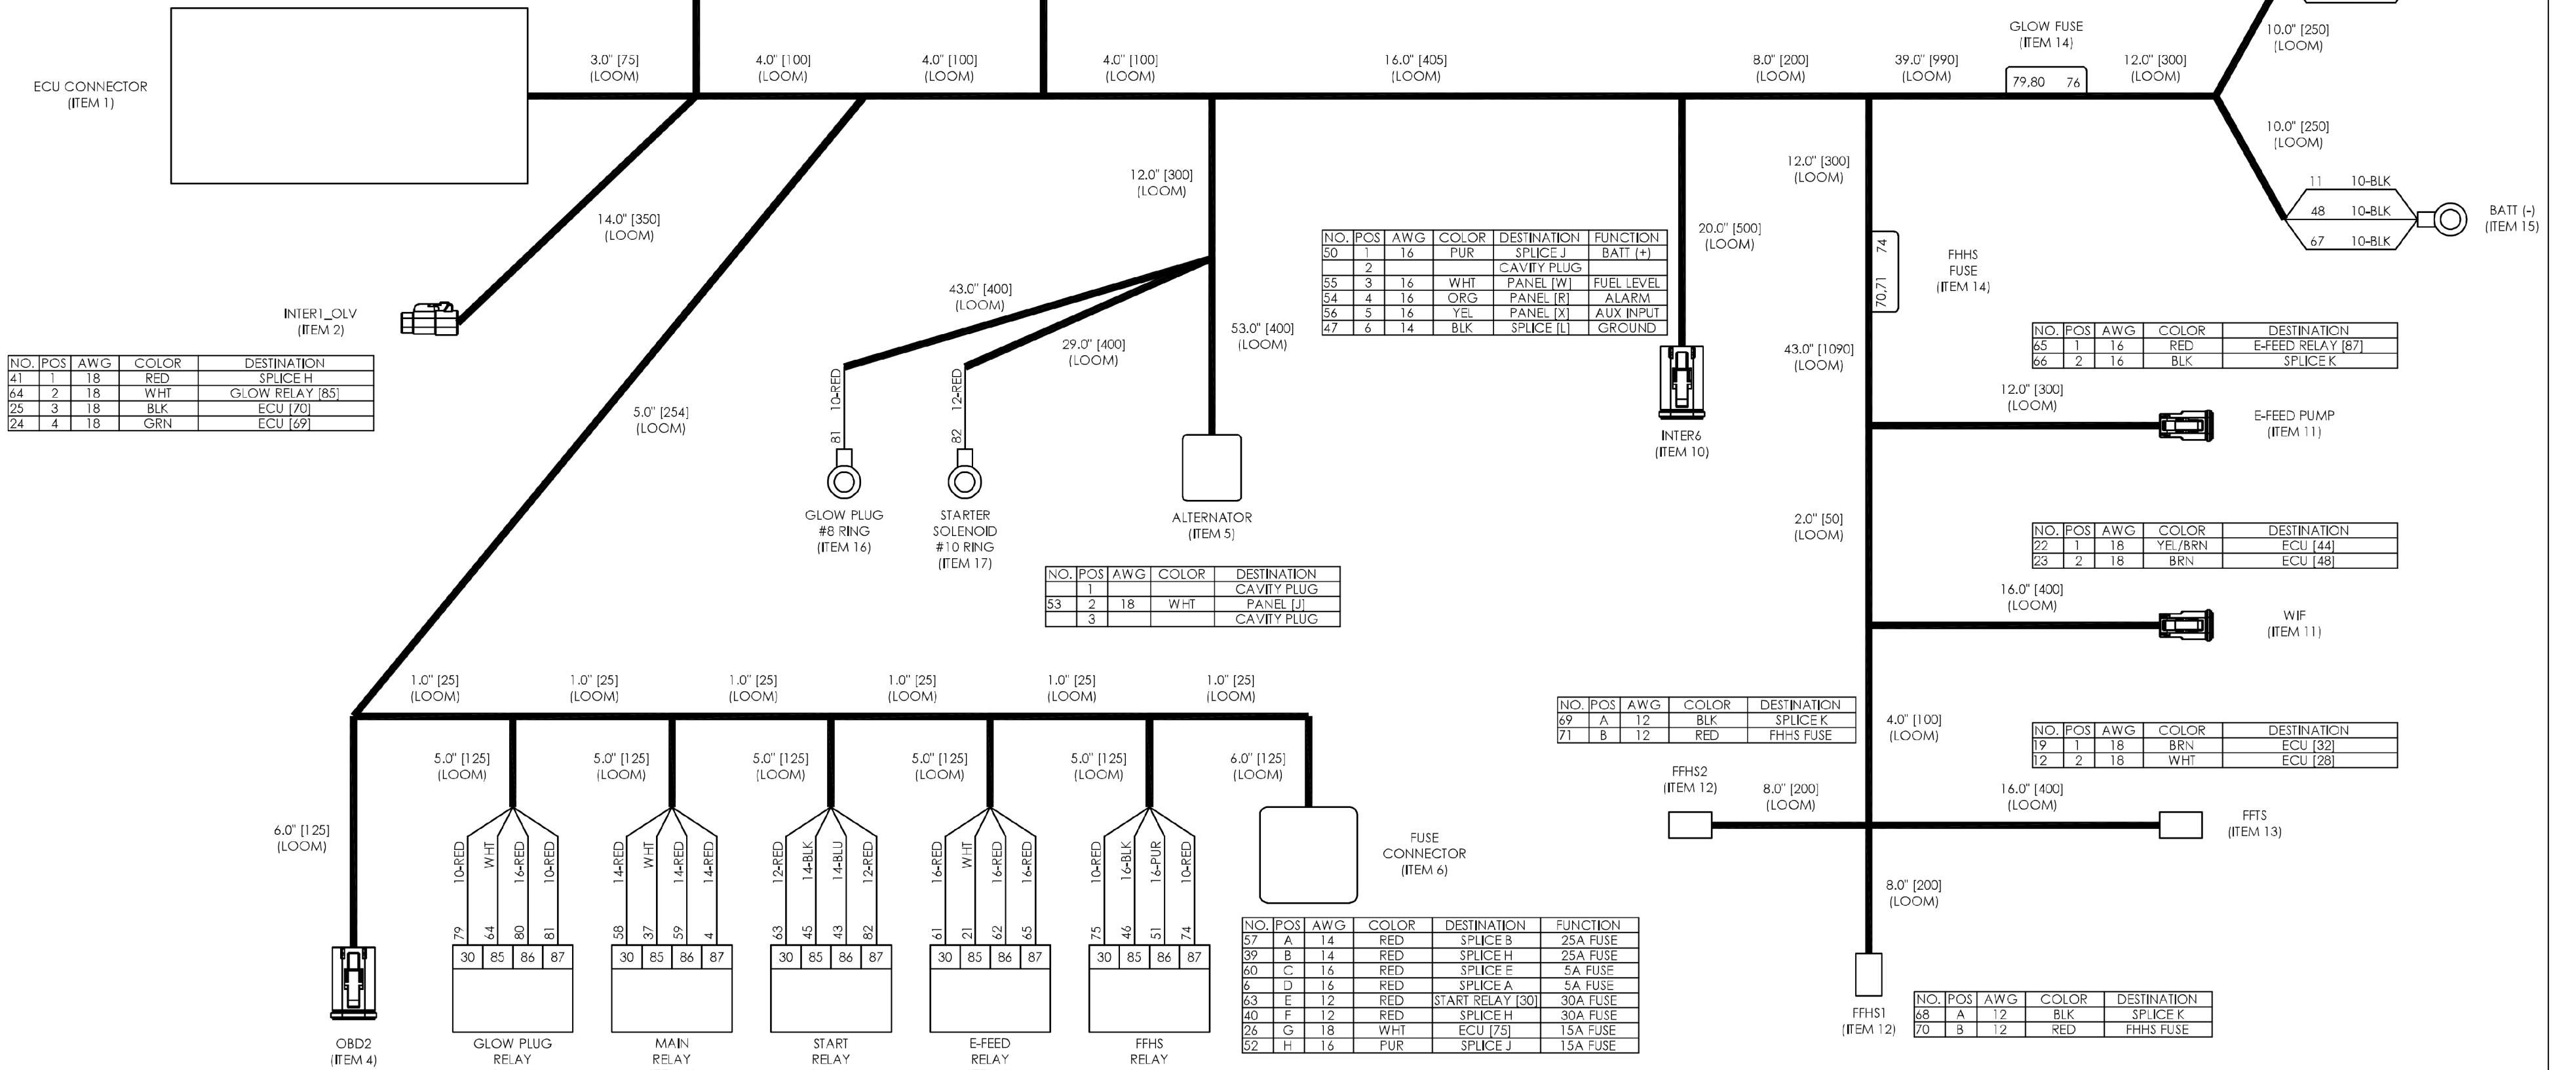 ECU CONNECTOR
(ITEM 1)
3.0" [75]
(LOOM)
4.0" [100]
(LOOM)
4.0" [100]
(LOOM)
4.0" [100]
(LOOM)
16.0" [405]
(LOOM)
8.0" [200]
(LOOM)
39.0" [990]
(LOOM)
GLOW FUSE
(ITEM 14)
79,80 76
12.0" [300]
(LOOM)
10.0" [250]
(LOOM)
10.0" [250]
(LOOM)
11 10-BLK
48 10-BLK
67 10-BLK
BATT (-)
(ITEM 15)
14.0" [350]
(LOOM)
INTER1_OLV
(ITEM 2)
NO. POS AWG COLOR DESTINATION
41 1 18 RED SPLICE H
64 2 18 WHT GLOW RELAY [85]
25 3 18 BLK ECU [70]
24 4 18 GRN ECU [69]
5.0" [254]
(LOOM)
12.0" [300]
(LOOM)
43.0" [400]
(LOOM)
29.0" [400]
(LOOM)
53.0" [400]
(LOOM)
10-RED
81
12-RED
82
GLOW PLUG
#8 RING
(ITEM 16)
STARTER
SOLENOID
#10 RING
(ITEM 17)
ALTERNATOR
(ITEM 5)
NO. POS AWG COLOR DESTINATION
1 CAVITY PLUG
53 2 18 WHT PANEL [J]
3 CAVITY PLUG
NO. POS AWG COLOR DESTINATION FUNCTION
50 1 16 PUR SPLICE J BATT (+)
2 CAVITY PLUG
55 3 16 WHT PANEL [W] FUEL LEVEL
54 4 16 ORG PANEL [R] ALARM
56 5 16 YEL PANEL [X] AUX INPUT
47 6 14 BLK SPLICE [L] GROUND
20.0" [500]
(LOOM)
INTER6
(ITEM 10)
12.0" [300]
(LOOM)
74
70,71
FHHS
FUSE
(ITEM 14)
43.0" [1090]
(LOOM)
NO. POS AWG COLOR DESTINATION
65 1 16 RED E-FEED RELAY [87]
66 2 16 BLK SPLICE K
12.0" [300]
(LOOM)
E-FEED PUMP
(ITEM 11)
2.0" [50]
(LOOM)
NO. POS AWG COLOR DESTINATION
22 1 18 YEL/BRN ECU [44]
23 2 18 BRN ECU [48]
16.0" [400]
(LOOM)
WIF
(ITEM 11)
NO. POS AWG COLOR DESTINATION
69 A 12 BLK SPLICE K
71 B 12 RED FHHS FUSE
4.0" [100]
(LOOM)
NO. POS AWG COLOR DESTINATION
19 1 18 BRN ECU [32]
12 2 18 WHT ECU [28]
FFHS2
(ITEM 12)
8.0" [200]
(LOOM)
16.0" [400]
(LOOM)
FFTS
(ITEM 13)
8.0" [200]
(LOOM)
FFHS1
(ITEM 12)
NO. POS AWG COLOR DESTINATION
68 A 12 BLK SPLICE K
70 B 12 RED FHHS FUSE
1.0" [25]
(LOOM)
1.0" [25]
(LOOM)
1.0" [25]
(LOOM)
1.0" [25]
(LOOM)
1.0" [25]
(LOOM)
1.0" [25]
(LOOM)
6.0" [125]
(LOOM)
5.0" [125]
(LOOM)
5.0" [125]
(LOOM)
5.0" [125]
(LOOM)
5.0" [125]
(LOOM)
5.0" [125]
(LOOM)
6.0" [125]
(LOOM)
OBD2
(ITEM 4)
10-RED WHT 16-RED 10-RED
79 64 80 81
30 85 86 87
GLOW PLUG
RELAY
14-RED WHT 14-RED 14-RED
58 37 59 4
30 85 86 87
MAIN
RELAY
12-RED 14-BLK 14-BLU 12-RED
63 45 43 82
30 85 86 87
START
RELAY
16-RED WHT 16-RED 16-RED
61 21 62 65
30 85 86 87
E-FEED
RELAY
10-RED 16-BLK 16-PUR 10-RED
75 46 51 74
30 85 86 87
FFHS
RELAY
FUSE
CONNECTOR
(ITEM 6)
NO. POS AWG COLOR DESTINATION FUNCTION
57 A 14 RED SPLICE B 25A FUSE
39 B 14 RED SPLICE H 25A FUSE
60 C 16 RED SPLICE E 5A FUSE
6 D 16 RED SPLICE A 5A FUSE
63 E 12 RED START RELAY [30] 30A FUSE
40 F 12 RED SPLICE H 30A FUSE
26 G 18 WHT ECU [75] 15A FUSE
52 H 16 PUR SPLICE J 15A FUSE